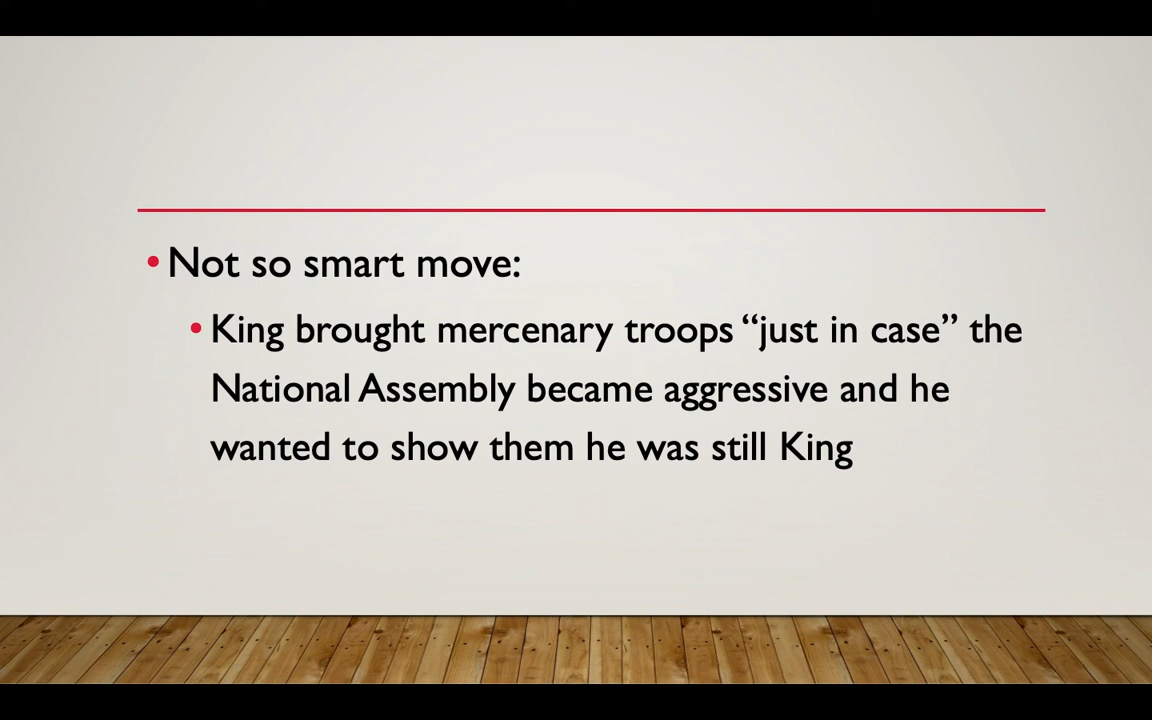 • Not so smart move:
• King brought mercenary troops “just in case” the
National Assembly became aggressive and he
wanted to show them he was still King